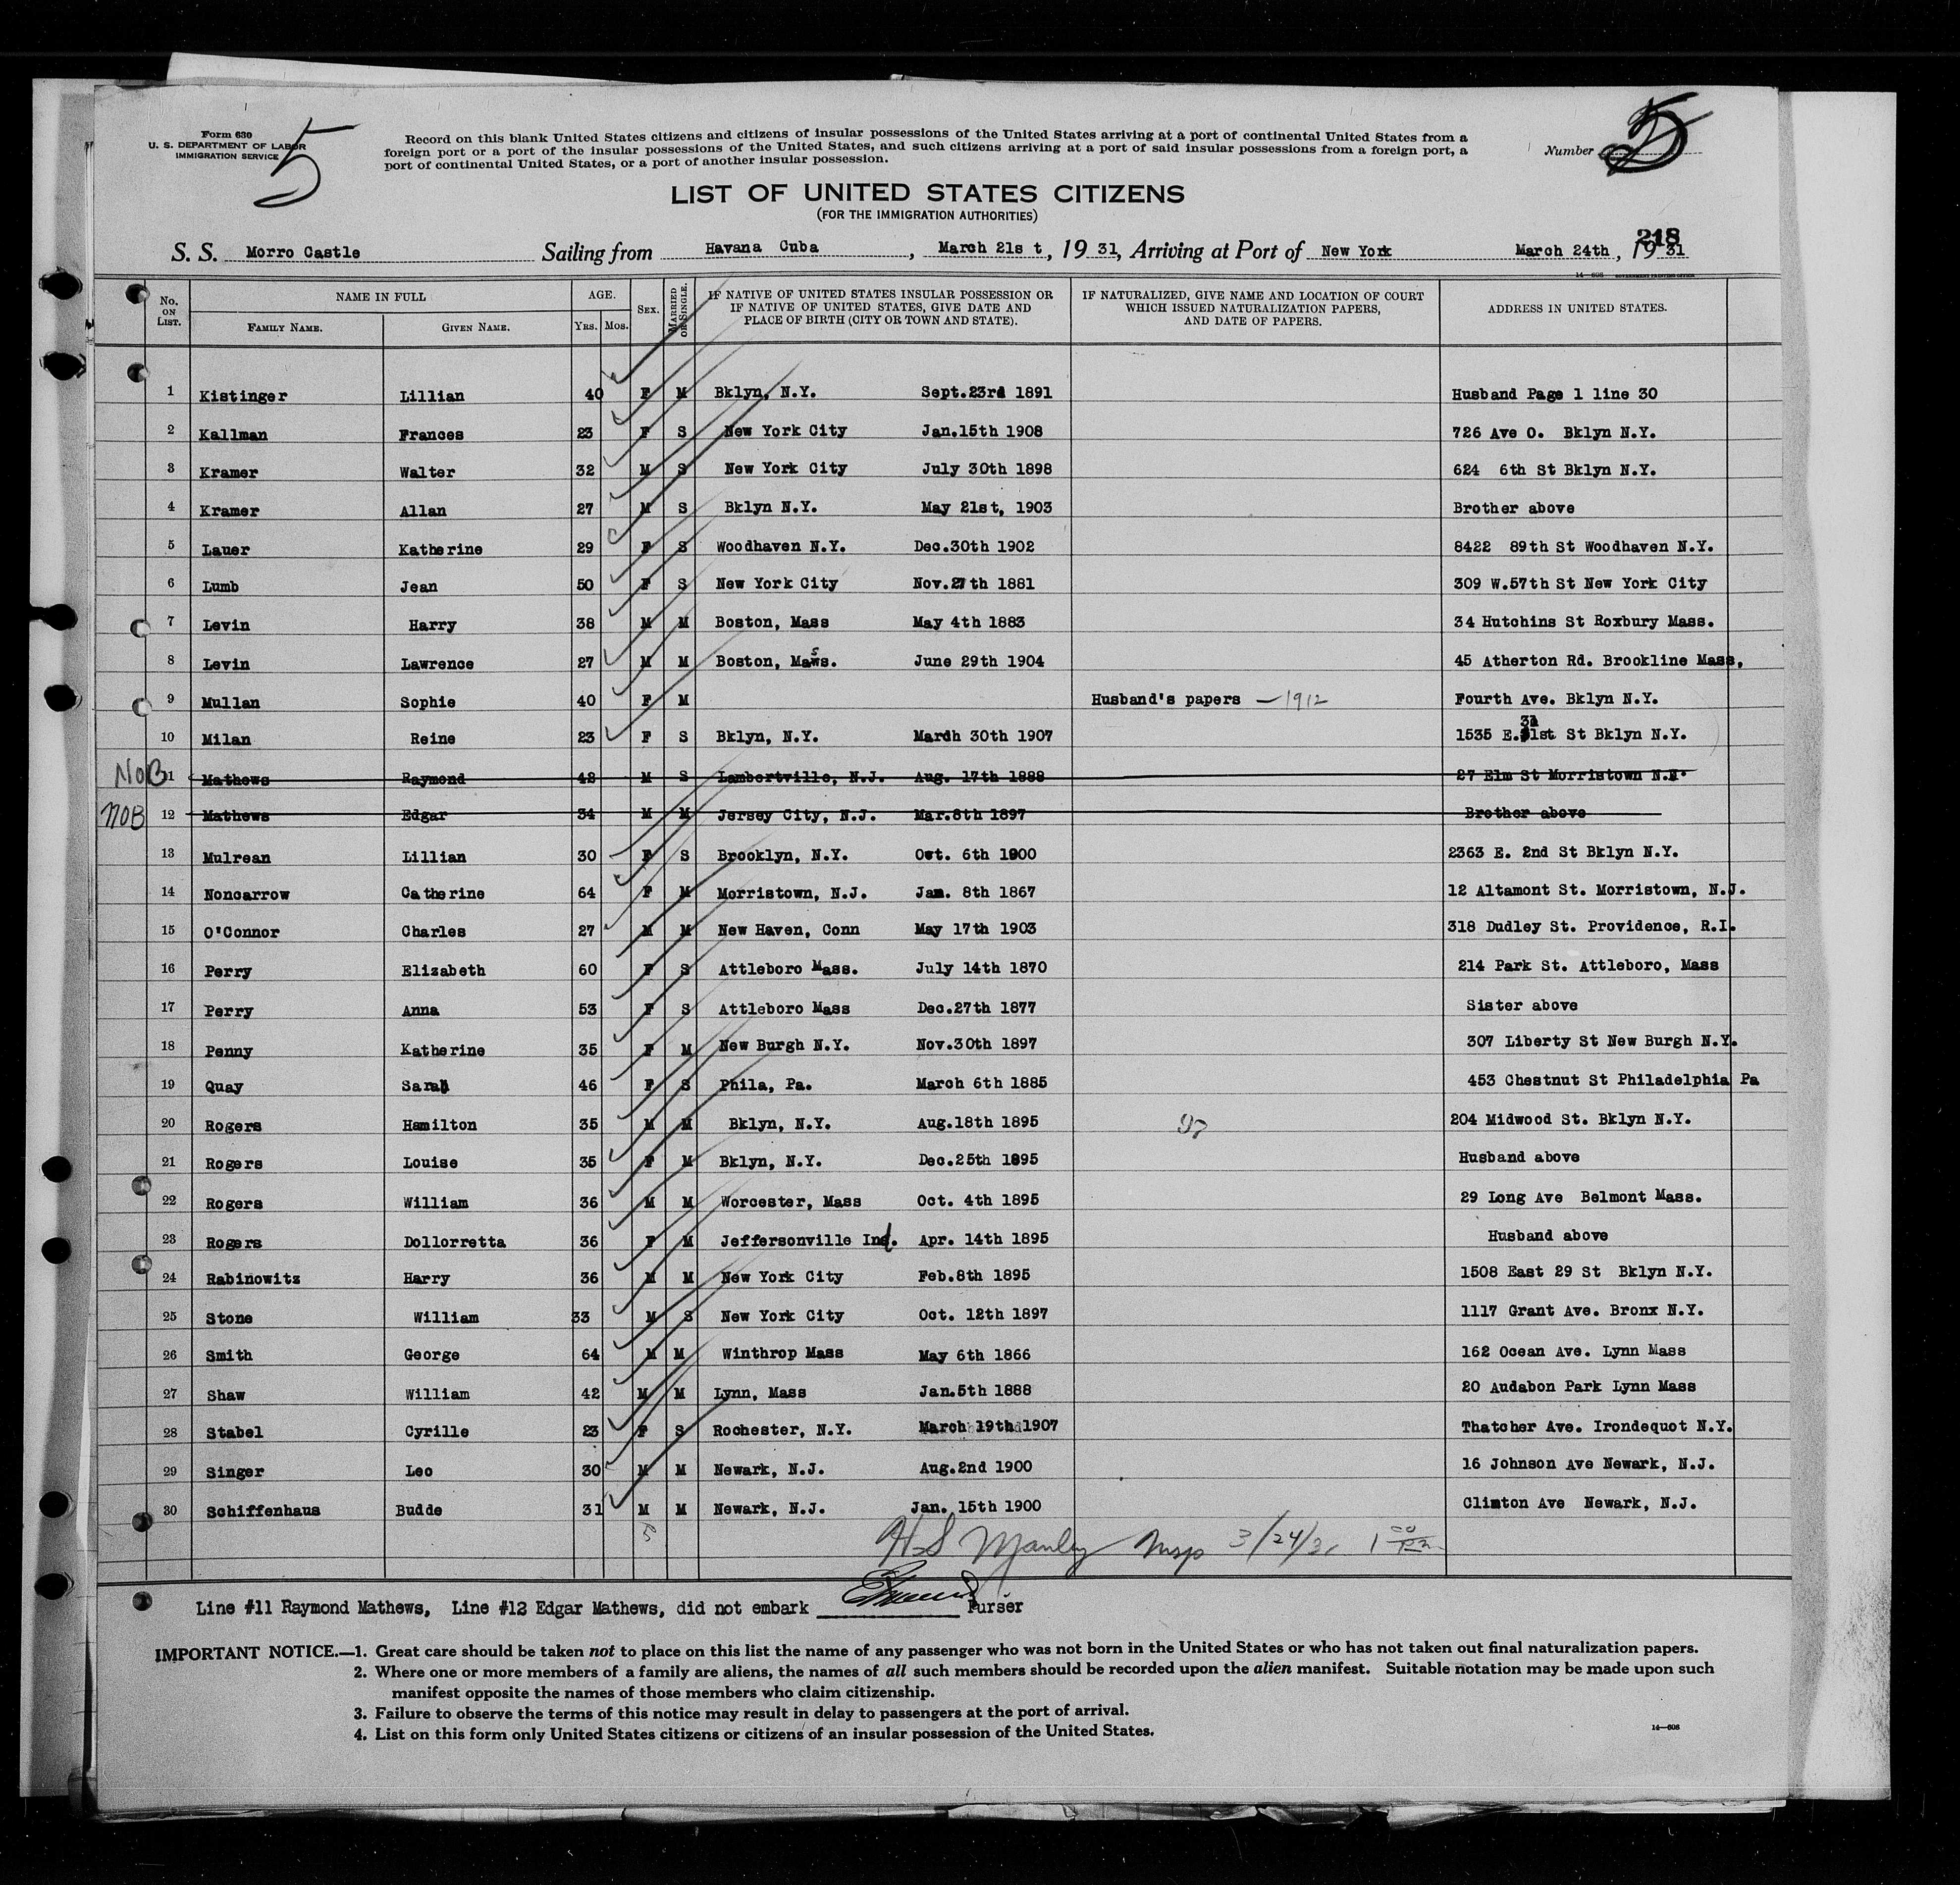 Form 630
U. S. DEPARTMENT OF LABOR
IMMIGRATION SERVICE
5
Record on this blank United States citizens and citizens of insular possessions of the United States arriving at a port of continental United States from a
foreign port or a port of the insular possessions of the United States, and such citizens arriving at a port of said insular possessions from a foreign port, a
port of continental United States, or a port of another insular possession.
Number 5
LIST OF UNITED STATES CITIZENS
(FOR THE IMMIGRATION AUTHORITIES)
218
S. S. Morro Castle Sailing from Havana Cuba, March 21s t, 19 31, Arriving at Port of New York March 24th, 19 31
14—608 GOVERNMENT PRINTING OFFICE
No. ON LIST. NAME IN FULL FAMILY NAME. GIVEN NAME. AGE. YRS. MOS. SEX. MARRIED OR SINGLE. IF NATIVE OF UNITED STATES INSULAR POSSESSION OR IF NATIVE OF UNITED STATES, GIVE DATE AND PLACE OF BIRTH (CITY OR TOWN AND STATE). IF NATURALIZED, GIVE NAME AND LOCATION OF COURT WHICH ISSUED NATURALIZATION PAPERS, AND DATE OF PAPERS. ADDRESS IN UNITED STATES.
1 Kistinger Lillian 40 F M Bklyn, N.Y. Sept.23rd 1891 Husband Page 1 line 30
2 Kallman Frances 23 F S New York City Jan.15th 1908 726 Ave O. Bklyn N.Y.
3 Kramer Walter 32 M S New York City July 30th 1898 624 6th St Bklyn N.Y.
4 Kramer Allan 27 M S Bklyn N.Y. May 21st, 1903 Brother above
5 Lauer Katherine 29 F S Woodhaven N.Y. Dec.30th 1902 8422 89th St Woodhaven N.Y.
6 Lumb Jean 50 F S New York City Nov.27th 1881 309 W.57th St New York City
7 Levin Harry 38 M M Boston, Mass May 4th 1883 34 Hutchins St Roxbury Mass.
8 Levin Lawrence 27 M M Boston, Mass. June 29th 1904 45 Atherton Rd. Brookline Mass,
9 Mullan Sophie 40 F M Husband's papers — 1912 Fourth Ave. Bklyn N.Y.
10 Milan Reine 23 F S Bklyn, N.Y. Mardh 30th 1907 1535 E.31st St Bklyn N.Y.
NOB 11 Mathews Raymond 42 M S Lambertville, N.J. Aug. 17th 1888 27 Elm St Morristown N.J.
NOB 12 Mathews Edgar 34 M M Jersey City, N.J. Mar.8th 1897 Brother above
13 Mulrean Lillian 30 F S Brooklyn, N.Y. Oct. 6th 1900 2363 E. 2nd St Bklyn N.Y.
14 Noncarrow Catherine 64 F M Morristown, N.J. Jan. 8th 1867 12 Altamont St. Morristown, N.J.
15 O'Connor Charles 27 M M New Haven, Conn May 17th 1903 318 Dudley St. Providence, R.I.
16 Perry Elizabeth 60 F S Attleboro Mass. July 14th 1870 214 Park St. Attleboro, Mass
17 Perry Anna 53 F S Attleboro Mass Dec.27th 1877 Sister above
18 Penny Katherine 35 F M New Burgh N.Y. Nov.30th 1897 307 Liberty St New Burgh N.Y.
19 Quay Sarah 46 F S Phila, Pa. March 6th 1885 453 Chestnut St Philadelphia Pa
20 Rogers Hamilton 35 M M Bklyn, N.Y. Aug.18th 1895 204 Midwood St. Bklyn N.Y.
21 Rogers Louise 35 F M Bklyn, N.Y. Dec.25th 1895 Husband above
22 Rogers William 36 M M Worcester, Mass Oct. 4th 1895 29 Long Ave Belmont Mass.
23 Rogers Dollorretta 36 F M Jeffersonville Ind. Apr. 14th 1895 Husband above
24 Rabinowitz Harry 36 M M New York City Feb.8th 1895 1508 East 29 St Bklyn N.Y.
25 Stone William 33 M S New York City Oct. 12th 1897 1117 Grant Ave. Bronx N.Y.
26 Smith George 64 M M Winthrop Mass May 6th 1866 162 Ocean Ave. Lynn Mass
27 Shaw William 42 M M Lynn, Mass Jan.5th 1888 20 Audabon Park Lynn Mass
28 Stabel Cyrille 23 F S Rochester, N.Y. March 19th 1907 Thatcher Ave. Irondequot N.Y.
29 Singer Leo 30 M M Newark, N.J. Aug.2nd 1900 16 Johnson Ave Newark, N.J.
30 Schiffenhaus Budde 31 M M Newark, N.J. Jan. 15th 1900 Clinton Ave Newark, N.J.
H S Manley Insp 3/24/31
Line #11 Raymond Mathews, Line #12 Edgar Mathews, did not embark Purser
IMPORTANT NOTICE.—1. Great care should be taken not to place on this list the name of any passenger who was not born in the United States or who has not taken out final naturalization papers.
2. Where one or more members of a family are aliens, the names of all such members should be recorded upon the alien manifest. Suitable notation may be made upon such
manifest opposite the names of those members who claim citizenship.
3. Failure to observe the terms of this notice may result in delay to passengers at the port of arrival.
4. List on this form only United States citizens or citizens of an insular possession of the United States.
14—608